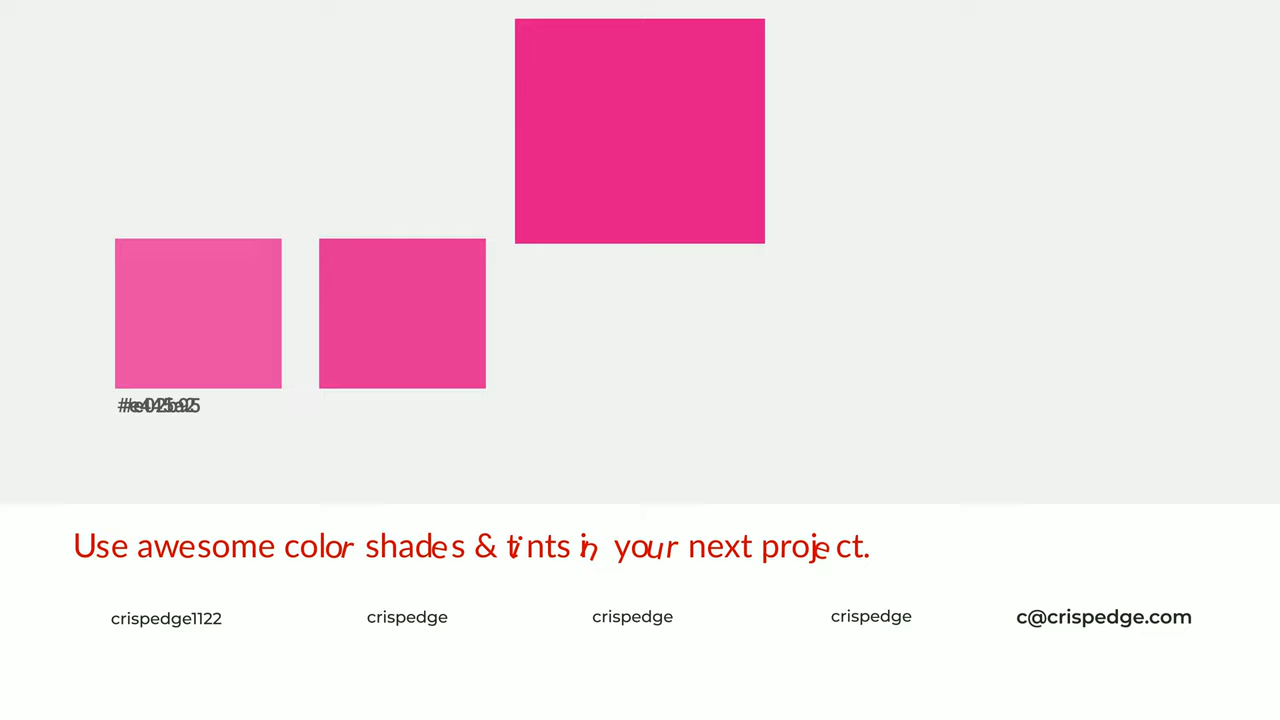 Use awesome color shades & tints in your next project.
crispedge1122 crispedge crispedge crispedge c@crispedge.com